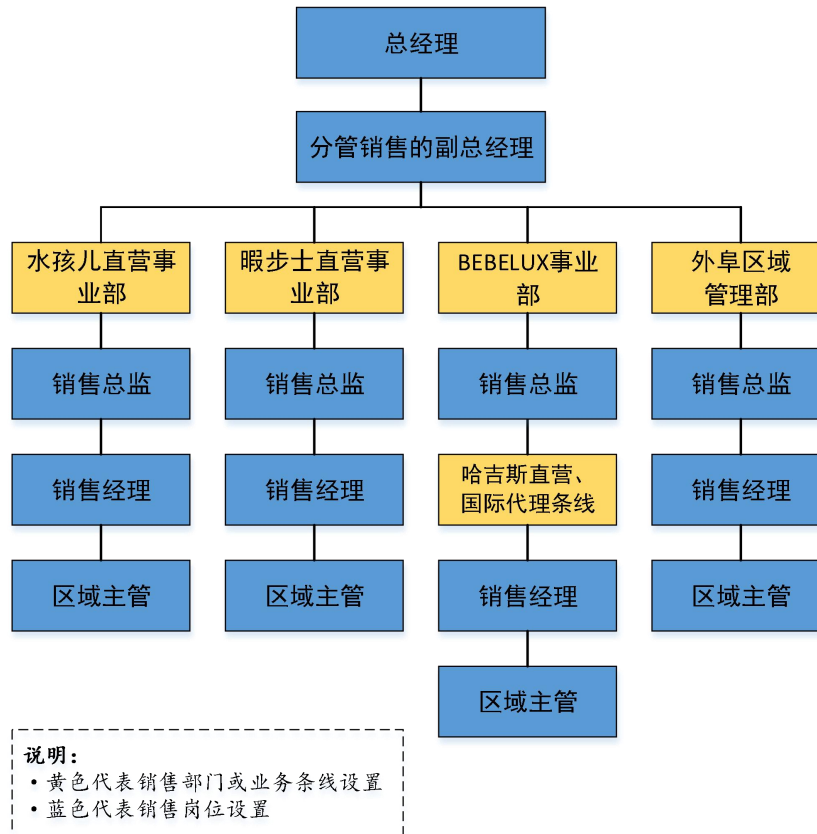 总经理
分管销售的副总经理
水孩儿直营事
业部
暇步士直营事
业部
BEBELUX事业
部
外阜区域
管理部
销售总监
销售总监
销售总监
销售总监
销售经理
销售经理
哈吉斯直营、
国际代理条线
销售经理
区域主管
区域主管
销售经理
区域主管
区域主管
说明：
•黄色代表销售部门或业务条线设置
•蓝色代表销售岗位设置